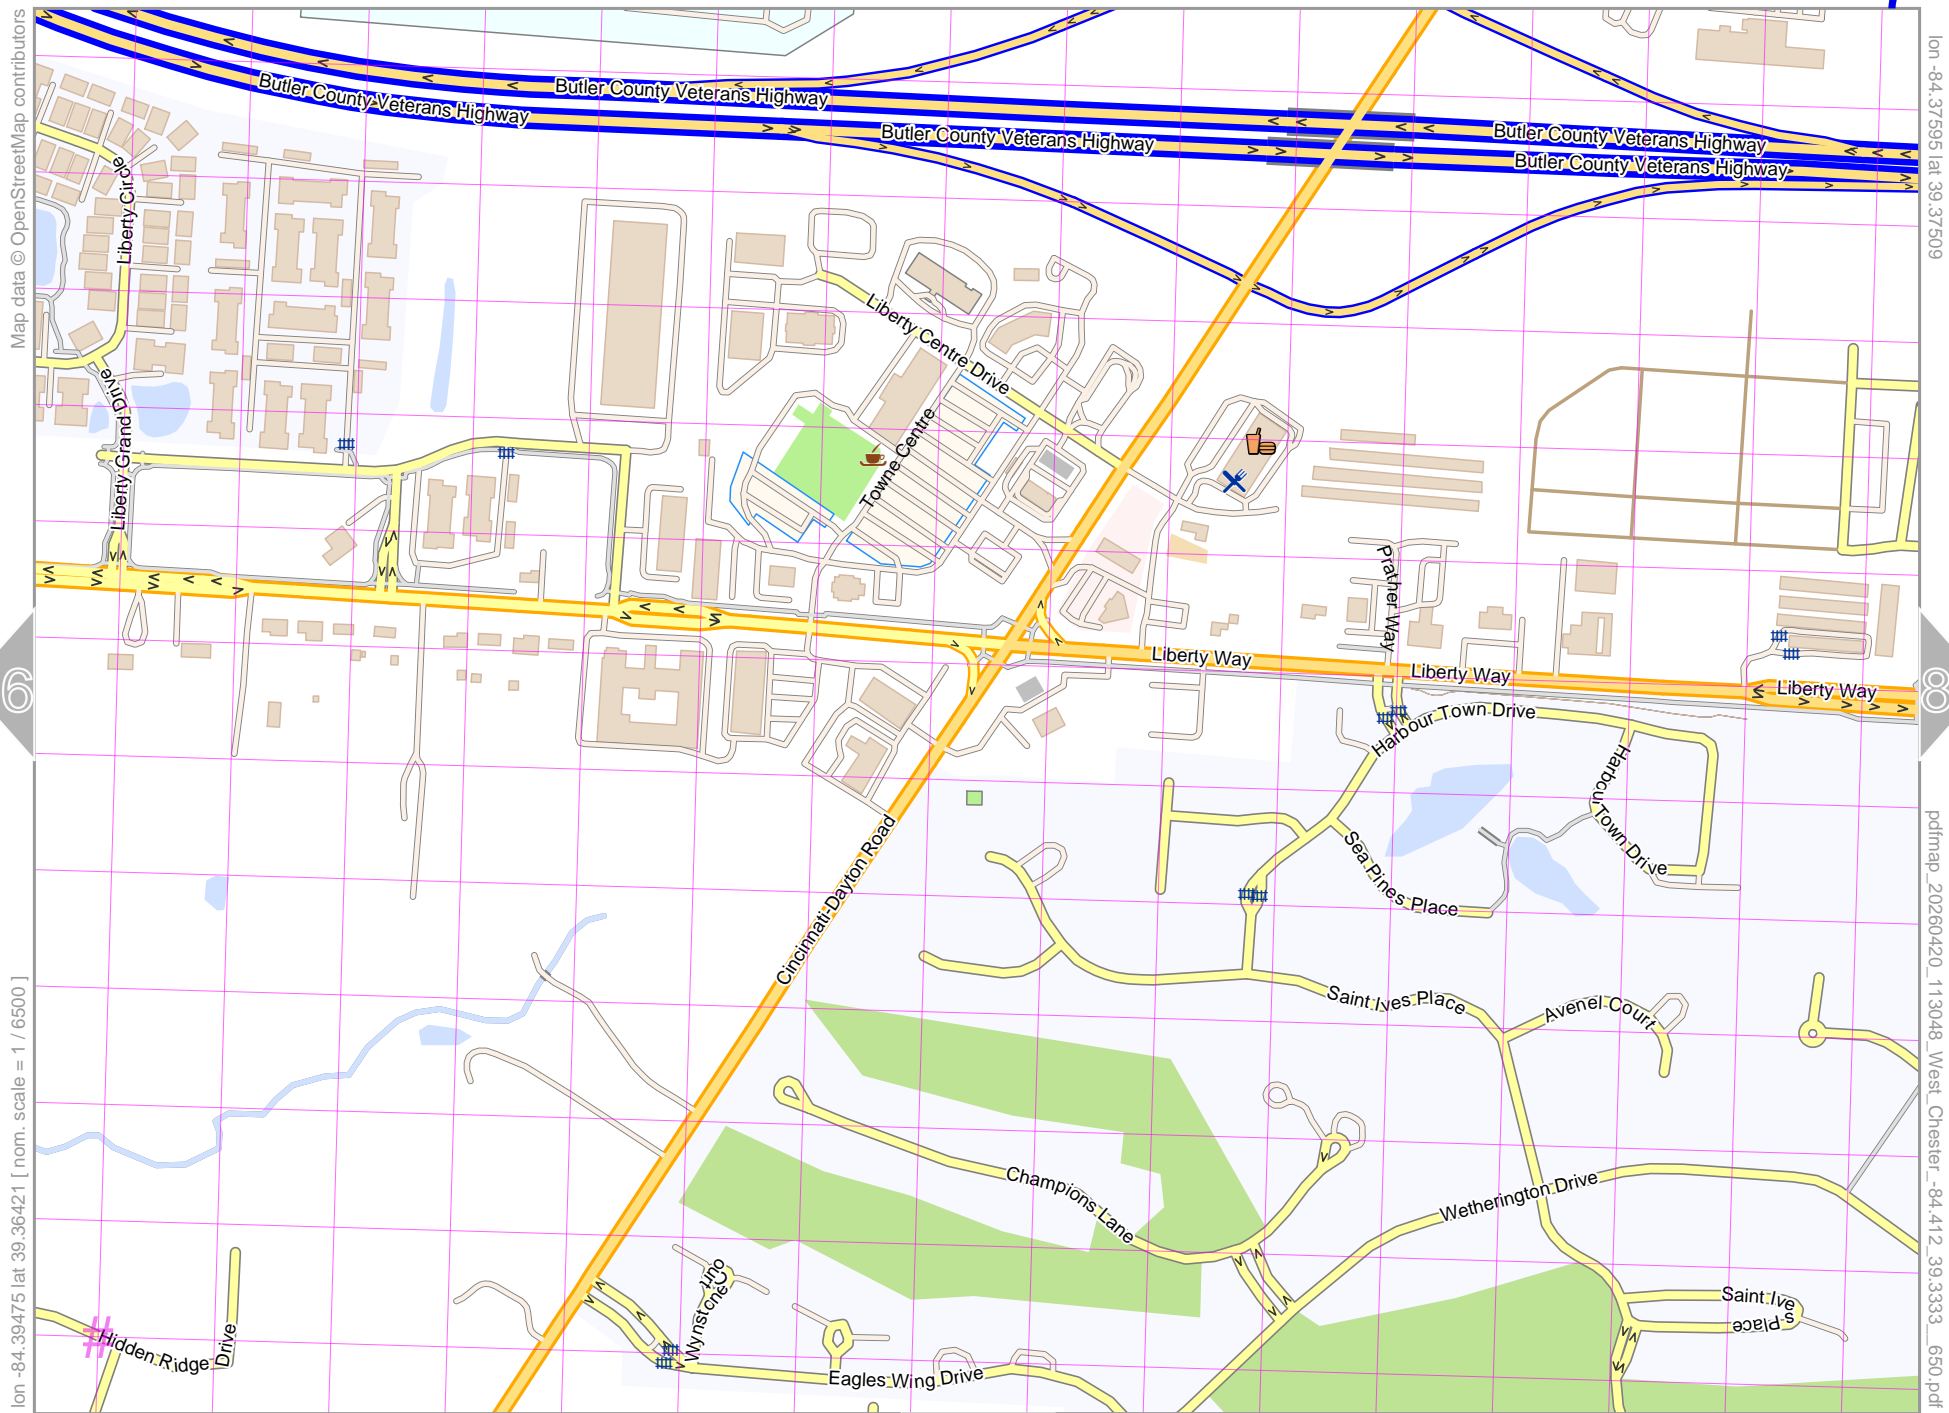 Map data © OpenStreetMap contributors
lon -84.37595 lat 39.37509
Butler County Veterans Highway
Butler County Veterans Highway
Butler County Veterans Highway
Butler County Veterans Highway
Butler County Veterans Highway
Liberty Circle
Liberty Centre Drive
Liberty Grand Drive
Towne Centre
Prather Way
6
8
Liberty Way
Liberty Way
Liberty Way
Harbour Town Drive
Harbour Town Drive
Sea Pines Place
Cincinnati-Dayton Road
Saint Ives Place
Avenel Court
Champions Lane
Wetherington Drive
Wynstone Court
Saint Ives Place
Hidden Ridge Drive
Eagles Wing Drive
lon -84.39475 lat 39.36421 [ nom. scale = 1 / 6500 ]
pdfmap_20260420_113048_West_Chester_-84.412_39.3333__650.pdf